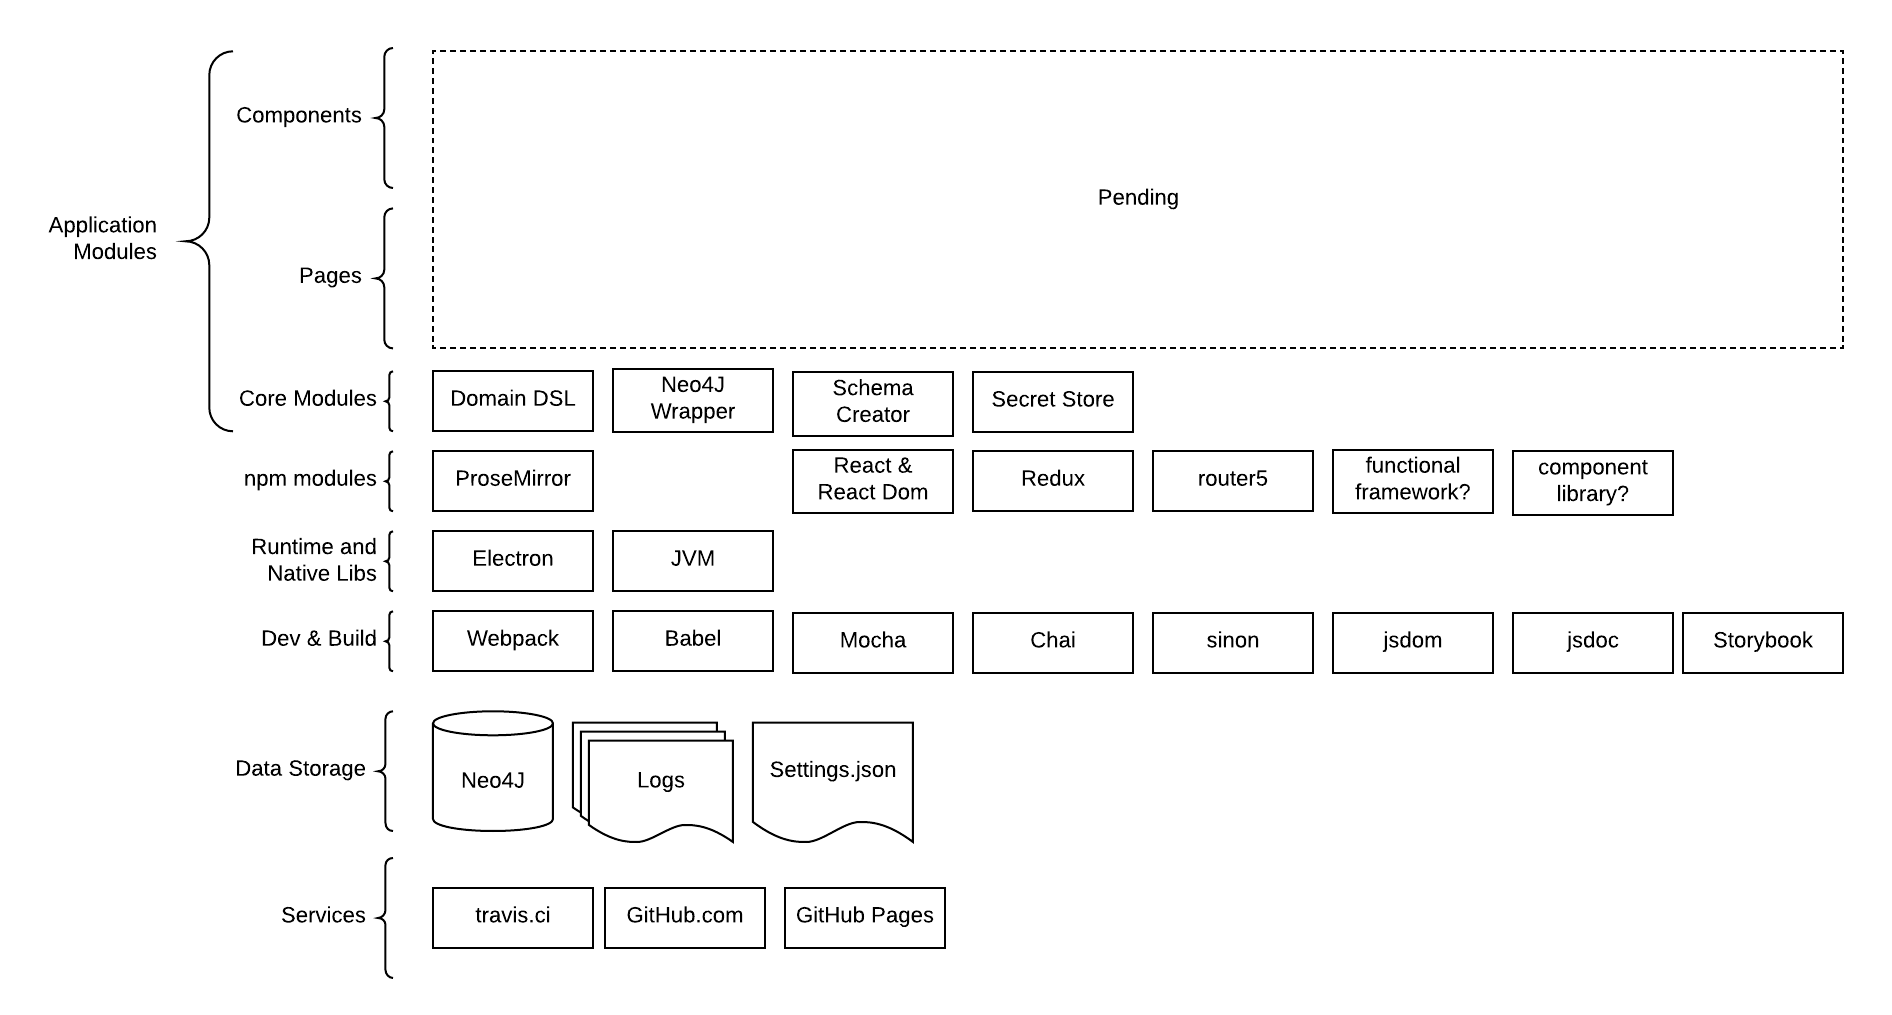 Components
Pending
Application
Modules
Pages
Core Modules
Domain DSL
Neo4J
Wrapper
Schema
Creator
Secret Store
npm modules
ProseMirror
React &
React Dom
Redux
router5
functional
framework?
component
library?
Runtime and
Native Libs
Electron
JVM
Dev & Build
Webpack
Babel
Mocha
Chai
sinon
jsdom
jsdoc
Storybook
Data Storage
Neo4J
Logs
Settings.json
Services
travis.ci
GitHub.com
GitHub Pages